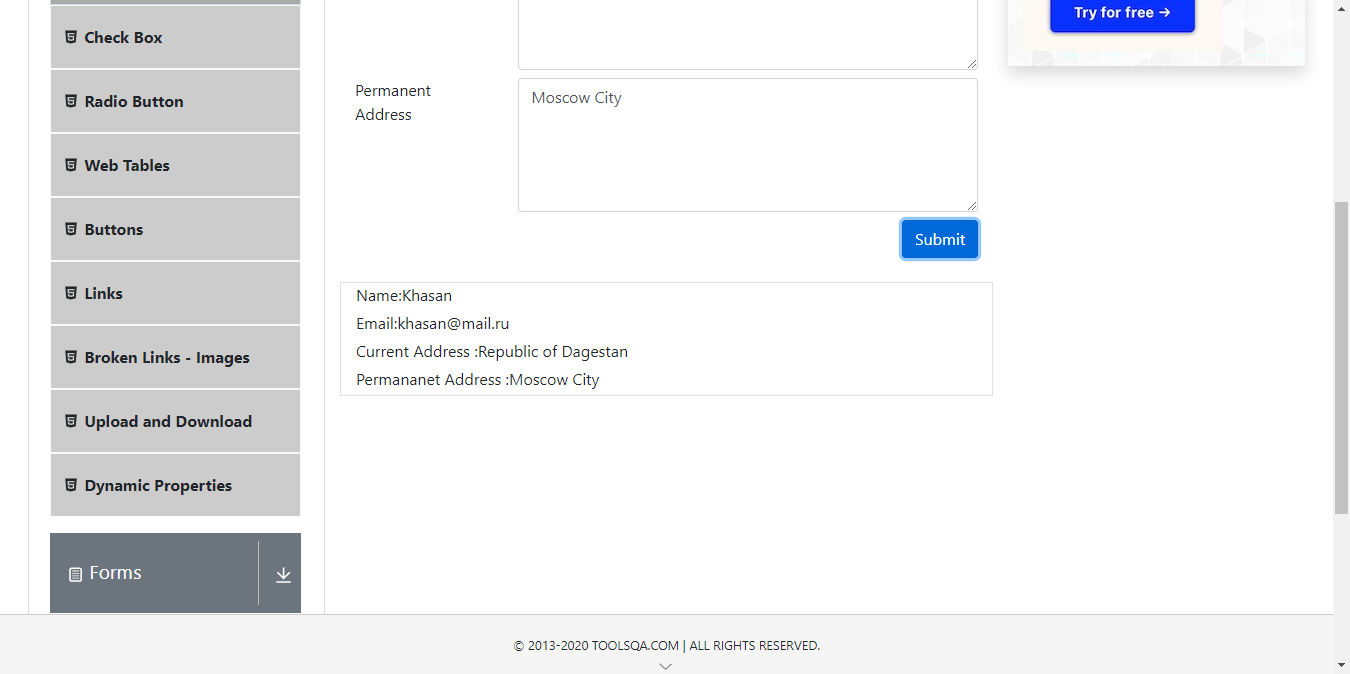 Check Box
Radio Button
Web Tables
Buttons
Links
Broken Links - Images
Upload and Download
Dynamic Properties
Forms
Permanent
Address
Moscow City
Submit
Name:Khasan
Email:khasan@mail.ru
Current Address :Republic of Dagestan
Permananet Address :Moscow City
Try for free →
© 2013-2020 TOOLSQA.COM | ALL RIGHTS RESERVED.